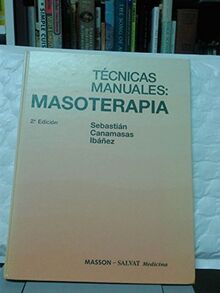 TÉCNICAS
MANUALES:
MASOTERAPIA
2ª Edición
Sebastián
Canamasas
Ibáñez
MASSON - SALVAT Medicina